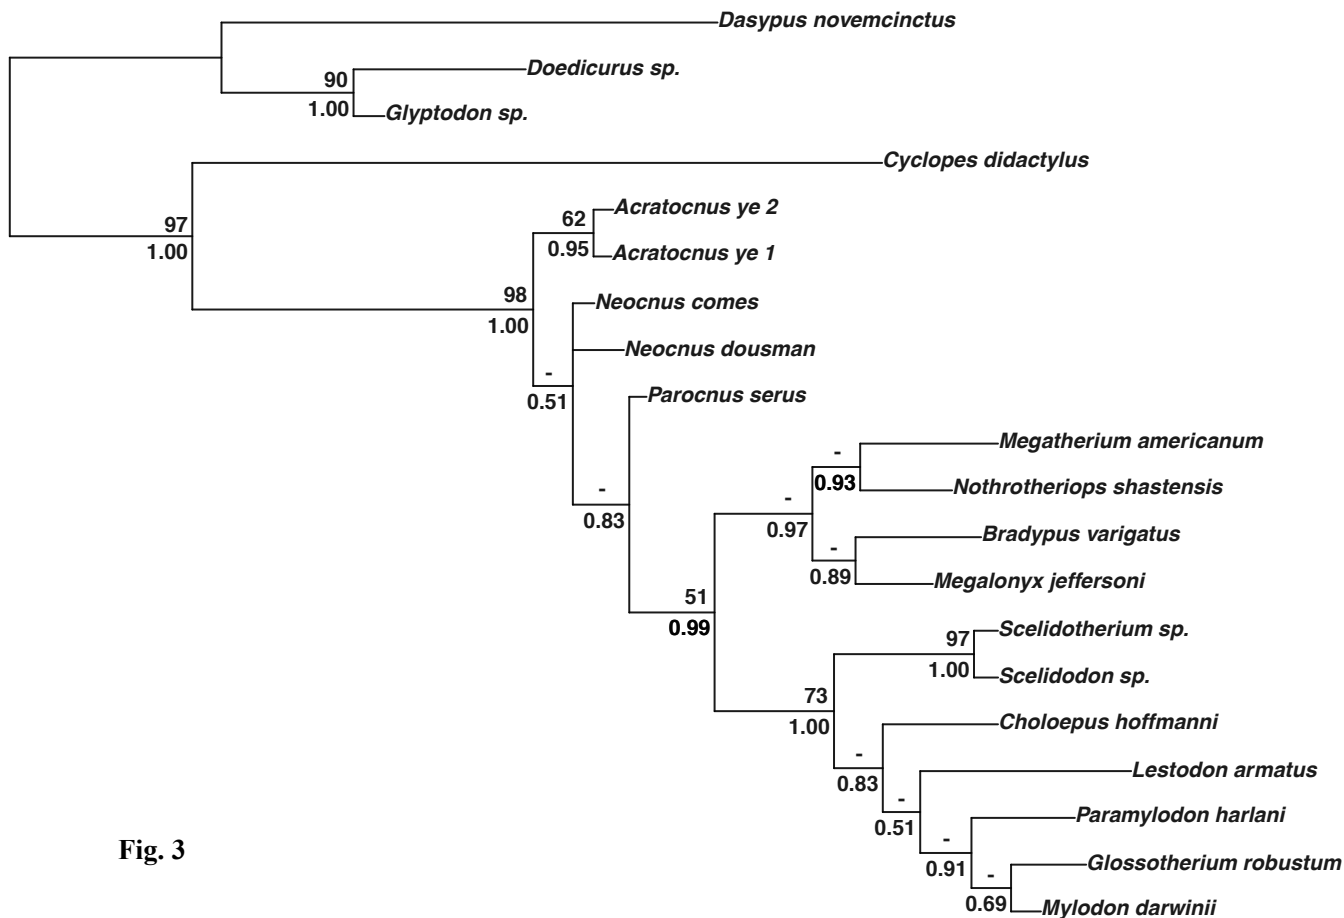 Dasypus novemcinctus
Doedicurus sp.
90
1.00
Glyptodon sp.
Cyclopes didactylus
97
1.00
Acratocnus ye 2
62
0.95
Acratocnus ye 1
98
1.00
Neocnus comes
Neocnus dousman
-
0.51
Parocnus serus
Megatherium americanum
-
0.93
Nothrotheriops shastensis
-
0.97
-
0.83
Bradypus varigatus
-
0.89
Megalonyx jeffersoni
51
0.99
Scelidotherium sp.
97
1.00
Scelidodon sp.
73
1.00
Choloepus hoffmanni
-
0.83
Lestodon armatus
-
0.51
Paramylodon harlani
-
0.91
Glossotherium robustum
-
0.69
Mylodon darwinii
Fig. 3